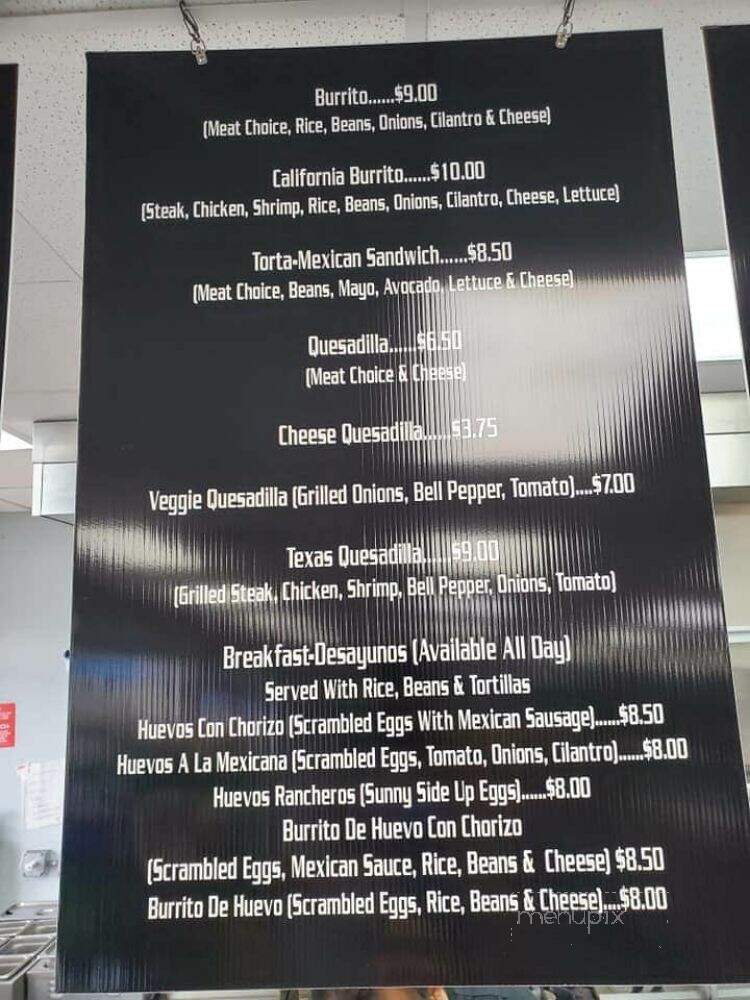 Burrito......$9.00
(Meat Choice, Rice, Beans, Onions, Cilantro & Cheese)
California Burrito......$10.00
(Steak, Chicken, Shrimp, Rice, Beans, Onions, Cilantro, Cheese, Lettuce)
Torta-Mexican Sandwich......$8.50
(Meat Choice, Beans, Mayo, Avocado, Lettuce & Cheese)
Quesadilla......$6.50
(Meat Choice & Cheese)
Cheese Quesadilla......$3.75
Veggie Quesadilla (Grilled Onions, Bell Pepper, Tomato)....$7.00
Texas Quesadilla......$9.00
(Grilled Steak, Chicken, Shrimp, Bell Pepper, Onions, Tomato)
Breakfast-Desayunos (Available All Day)
Served With Rice, Beans & Tortillas
Huevos Con Chorizo (Scrambled Eggs With Mexican Sausage)......$8.50
Huevos A La Mexicana (Scrambled Eggs, Tomato, Onions, Cilantro)......$8.00
Huevos Rancheros (Sunny Side Up Eggs)......$8.00
Burrito De Huevo Con Chorizo
(Scrambled Eggs, Mexican Sauce, Rice, Beans & Cheese) $8.50
Burrito De Huevo (Scrambled Eggs, Rice, Beans & Cheese)....$8.00
menupix